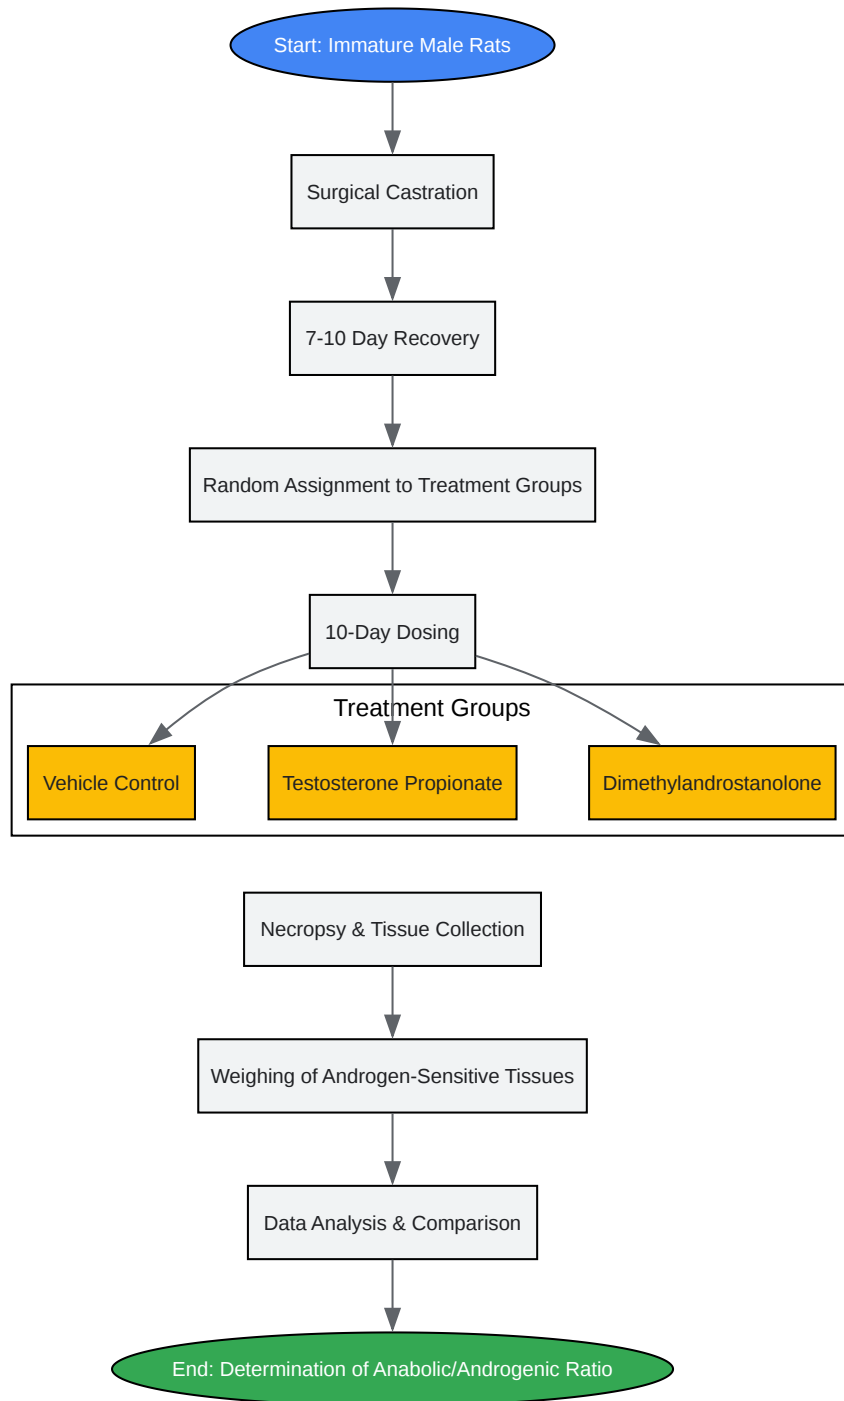 Start: Immature Male Rats
Surgical Castration
7-10 Day Recovery
Random Assignment to Treatment Groups
10-Day Dosing
Treatment Groups
Vehicle Control
Testosterone Propionate
Dimethylandrostanolone
Necropsy & Tissue Collection
Weighing of Androgen-Sensitive Tissues
Data Analysis & Comparison
End: Determination of Anabolic/Androgenic Ratio